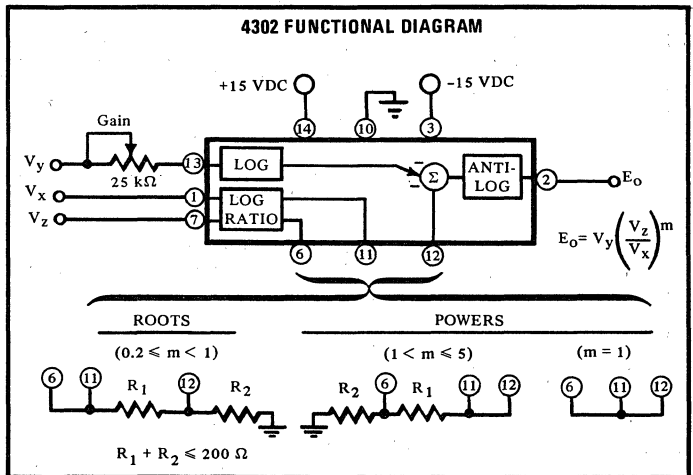 4302 FUNCTIONAL DIAGRAM
+15 VDC
−15 VDC
Gain
14
10
3
Vy
25 kΩ
13
LOG
−
−
Σ
ANTI-
LOG
2
Eo
Vx
1
LOG
RATIO
Vz
7
6
11
12
Eo = Vy (Vz/Vx)^m
ROOTS
POWERS
(0.2 ⩽ m < 1)
(1 < m ⩽ 5)
(m = 1)
6 11 R1 12 R2
R2 6 R1 11 12
6 11 12
R1 + R2 ⩽ 200 Ω